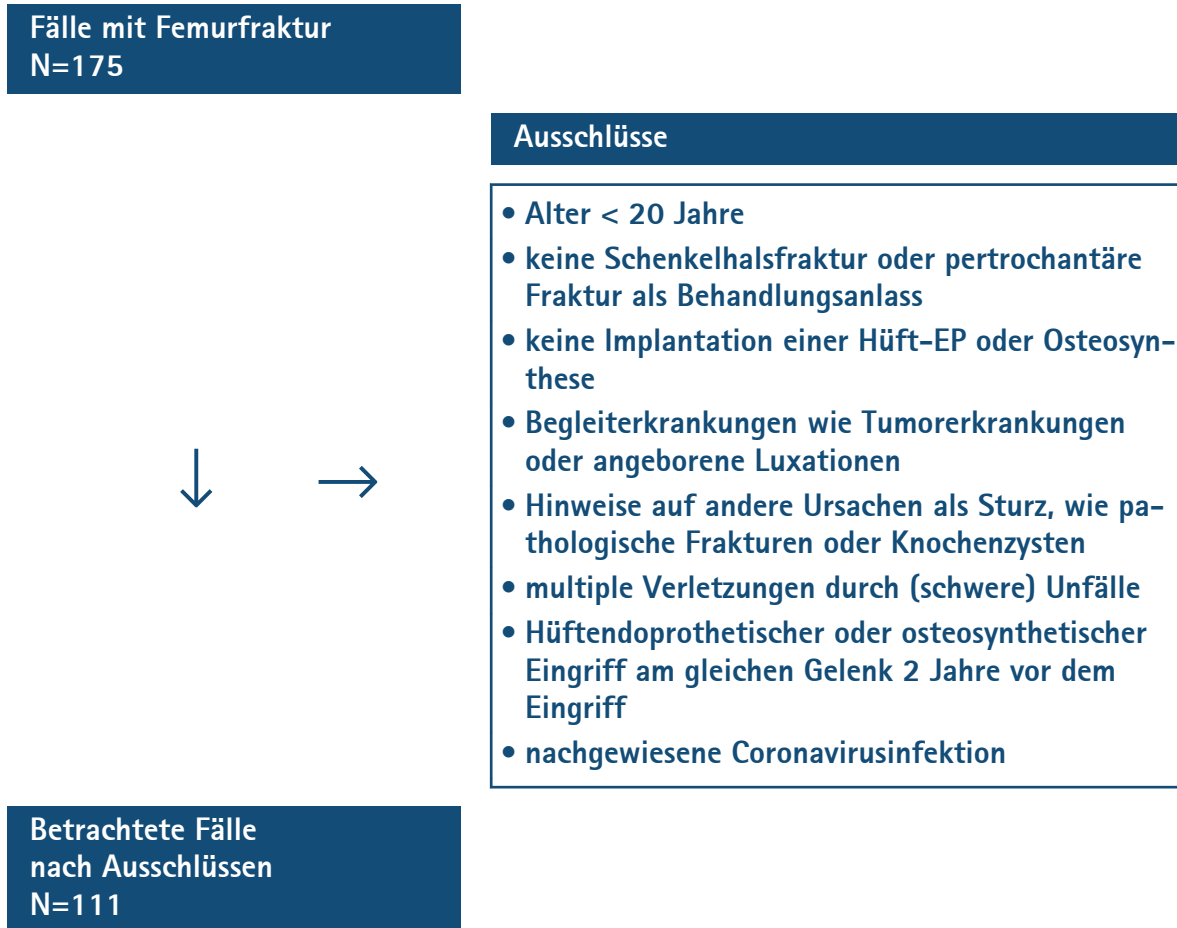 Fälle mit Femurfraktur
N=175
Ausschlüsse
• Alter < 20 Jahre
• keine Schenkelhalsfraktur oder pertrochantäre
Fraktur als Behandlungsanlass
• keine Implantation einer Hüft-EP oder Osteosyn-
these
• Begleiterkrankungen wie Tumorerkrankungen
oder angeborene Luxationen
• Hinweise auf andere Ursachen als Sturz, wie pa-
thologische Frakturen oder Knochenzysten
• multiple Verletzungen durch (schwere) Unfälle
• Hüftendoprothetischer oder osteosynthetischer
Eingriff am gleichen Gelenk 2 Jahre vor dem
Eingriff
• nachgewiesene Coronavirusinfektion
Betrachtete Fälle
nach Ausschlüssen
N=111